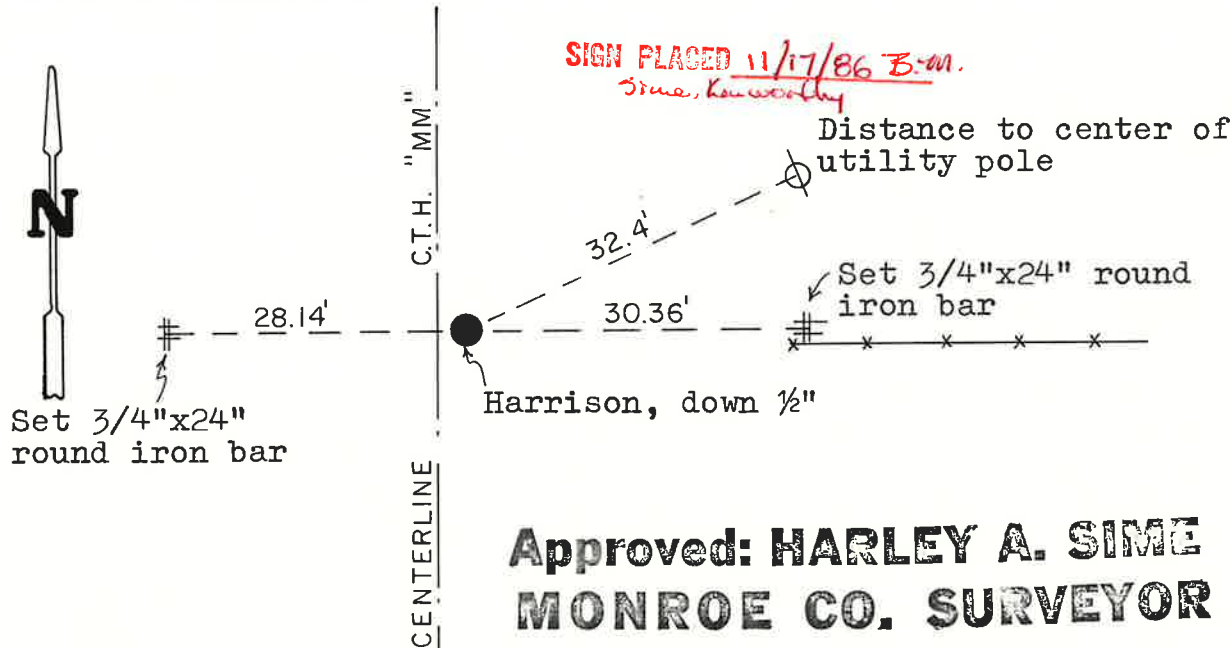 SIGN PLACED 11/17/86 B.M.
Sime, Kenworthy
N
C.T.H. "MM"
Distance to center of
utility pole
32.4'
Set 3/4"x24" round
iron bar
28.14'
30.36'
Harrison, down ½"
Set 3/4"x24"
round iron bar
CENTERLINE
Approved: HARLEY A. SIME
MONROE CO. SURVEYOR